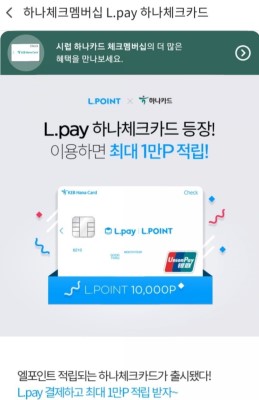 하나체크멤버십 L.pay 하나체크카드
시럽 하나카드 체크멤버십의 더 많은
혜택을 만나보세요.
L.POINT × 하나카드
L.pay 하나체크카드 등장!
이용하면 최대 1만P 적립!
KEB Hana Card Check
L.pay L.POINT
UnionPay
银联
L.POINT 10,000P
엘포인트 적립되는 하나체크카드가 출시됐다!
L.pay 결제하고 최대 1만P 적립 받자~